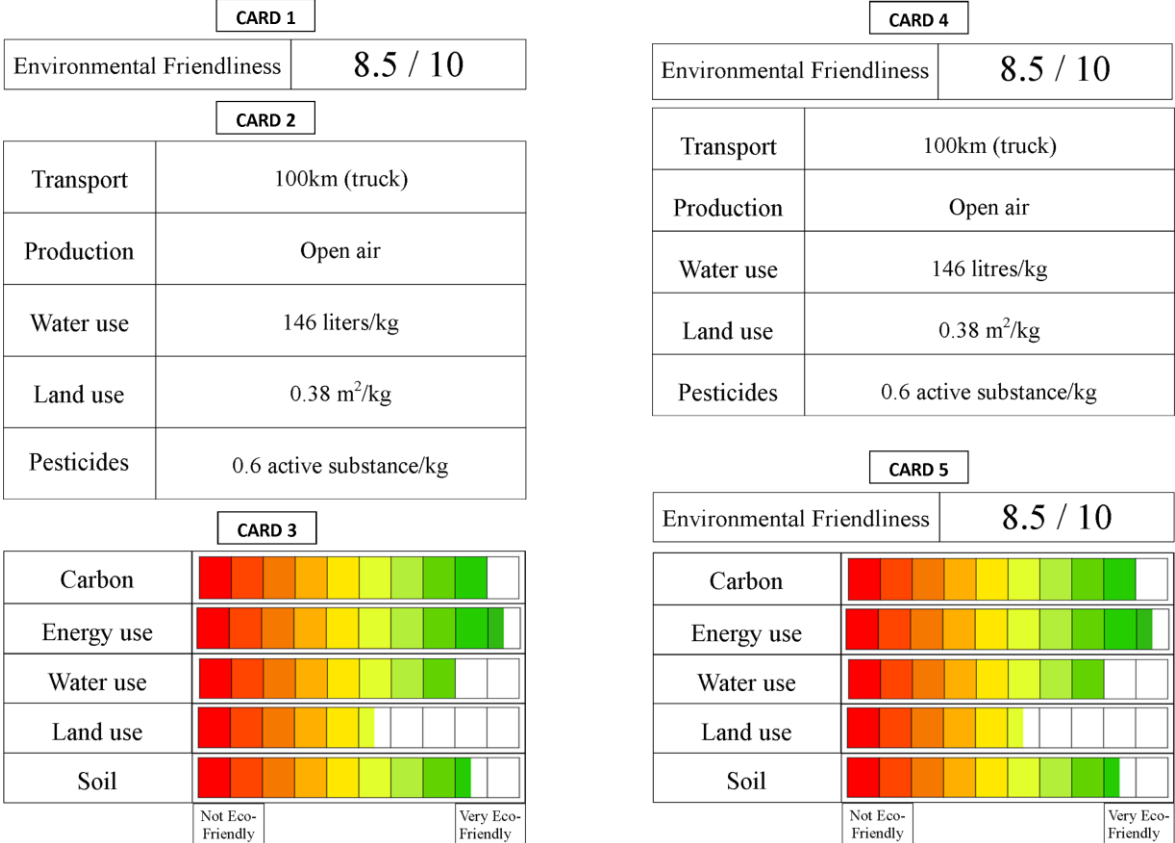 CARD 1
Environmental Friendliness 8.5 / 10
CARD 2
Transport 100km (truck)
Production Open air
Water use 146 liters/kg
Land use 0.38 m²/kg
Pesticides 0.6 active substance/kg
CARD 3
Carbon
Energy use
Water use
Land use
Soil
Not Eco-
Friendly
Very Eco-
Friendly
CARD 4
Environmental Friendliness 8.5 / 10
Transport 100km (truck)
Production Open air
Water use 146 litres/kg
Land use 0.38 m²/kg
Pesticides 0.6 active substance/kg
CARD 5
Environmental Friendliness 8.5 / 10
Carbon
Energy use
Water use
Land use
Soil
Not Eco-
Friendly
Very Eco-
Friendly